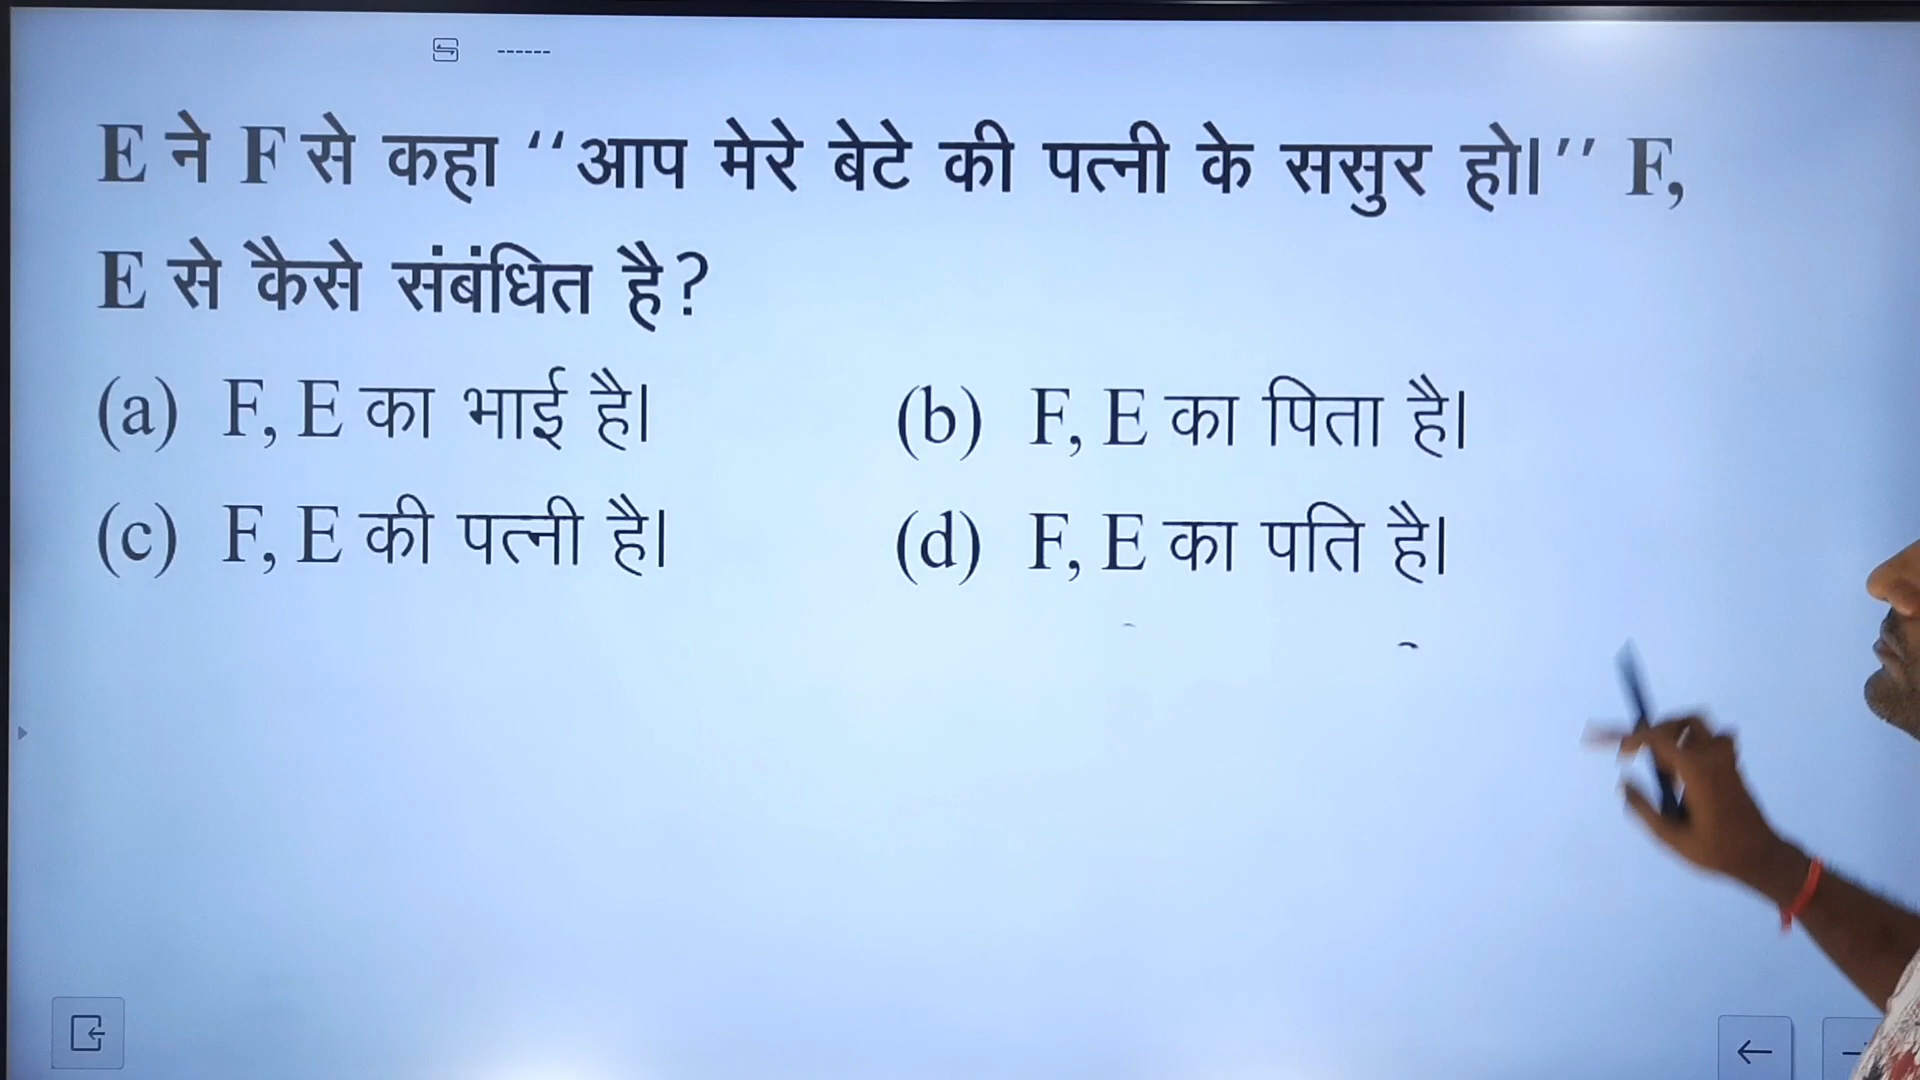 E ने F से कहा ‘‘आप मेरे बेटे की पत्नी के ससुर हो।’’ F,
E से कैसे संबंधित है?
(a) F, E का भाई है। (b) F, E का पिता है।
(c) F, E की पत्नी है। (d) F, E का पति है।